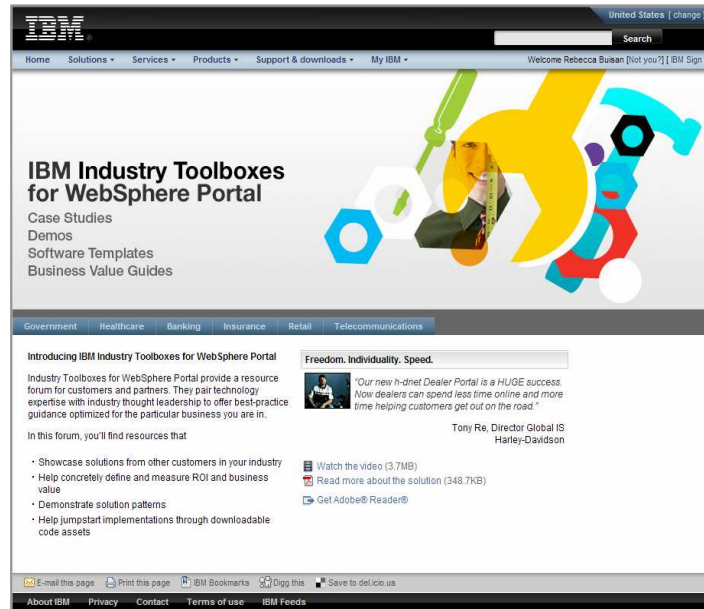 United States [ change ]
IBM ®
Search
Home Solutions Services Products Support & downloads My IBM Welcome Rebecca Buisan [Not you?] [ IBM Sign
IBM Industry Toolboxes
for WebSphere Portal
Case Studies
Demos
Software Templates
Business Value Guides
Government Healthcare Banking Insurance Retail Telecommunications
Introducing IBM Industry Toolboxes for WebSphere Portal
Industry Toolboxes for WebSphere Portal provide a resource
forum for customers and partners. They pair technology
expertise with industry thought leadership to offer best-practice
guidance optimized for the particular business you are in.
In this forum, you'll find resources that
· Showcase solutions from other customers in your industry
· Help concretely define and measure ROI and business
value
· Demonstrate solution patterns
· Help jumpstart implementations through downloadable
code assets
Freedom. Individuality. Speed.
"Our new h-dnet Dealer Portal is a HUGE success.
Now dealers can spend less time online and more
time helping customers get out on the road."
Tony Re, Director Global IS
Harley-Davidson
Watch the video (3.7MB)
Read more about the solution (348.7KB)
Get Adobe® Reader®
E-mail this page Print this page IBM Bookmarks Digg this Save to del.icio.us
About IBM Privacy Contact Terms of use IBM Feeds